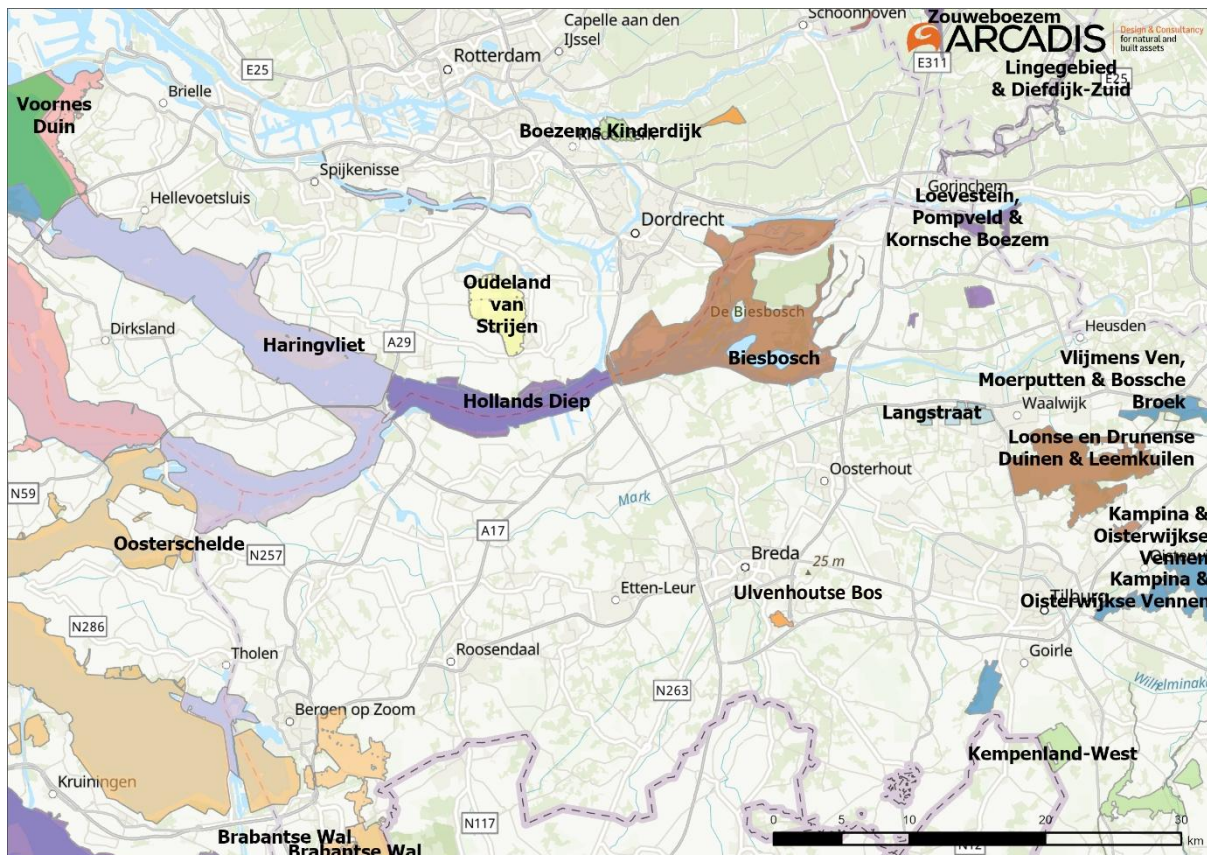 Schoonhoven
Zouweboezem
ARCADIS
Design & Consultancy
for natural and
built assets
Capelle aan den
IJssel
Rotterdam
E25
E311
Lingegebied
& Diefdijk-Zuid
E25
Voornes
Duin
Brielle
Boezems Kinderdijk
Spijkenisse
Hellevoetsluis
Gorinchem
Loevestein,
Pompveld &
Kornsche Boezem
Dordrecht
Oudeland
van
Strijen
De Biesbosch
Biesbosch
Dirksland
Haringvliet
A29
Heusden
Vlijmens Ven,
Moerputten & Bossche
Broek
Hollands Diep
Langstraat
Waalwijk
Loonse en Drunense
Duinen & Leemkuilen
Oosterhout
N59
Mark
A17
Kampina &
Oisterwijkse
Vennen
Oosterschelde
N257
Breda
25 m
Etten-Leur
Ulvenhoutse Bos
Kampina &
Oisterwijkse Vennen
Tilburg
N286
Tholen
Roosendaal
Goirle
N263
Wilhelminaka
Bergen op Zoom
Kempenland-West
Kruiningen
N117
Brabantse Wal
Brabantse Wal
N12
0 5 10 20 30
km